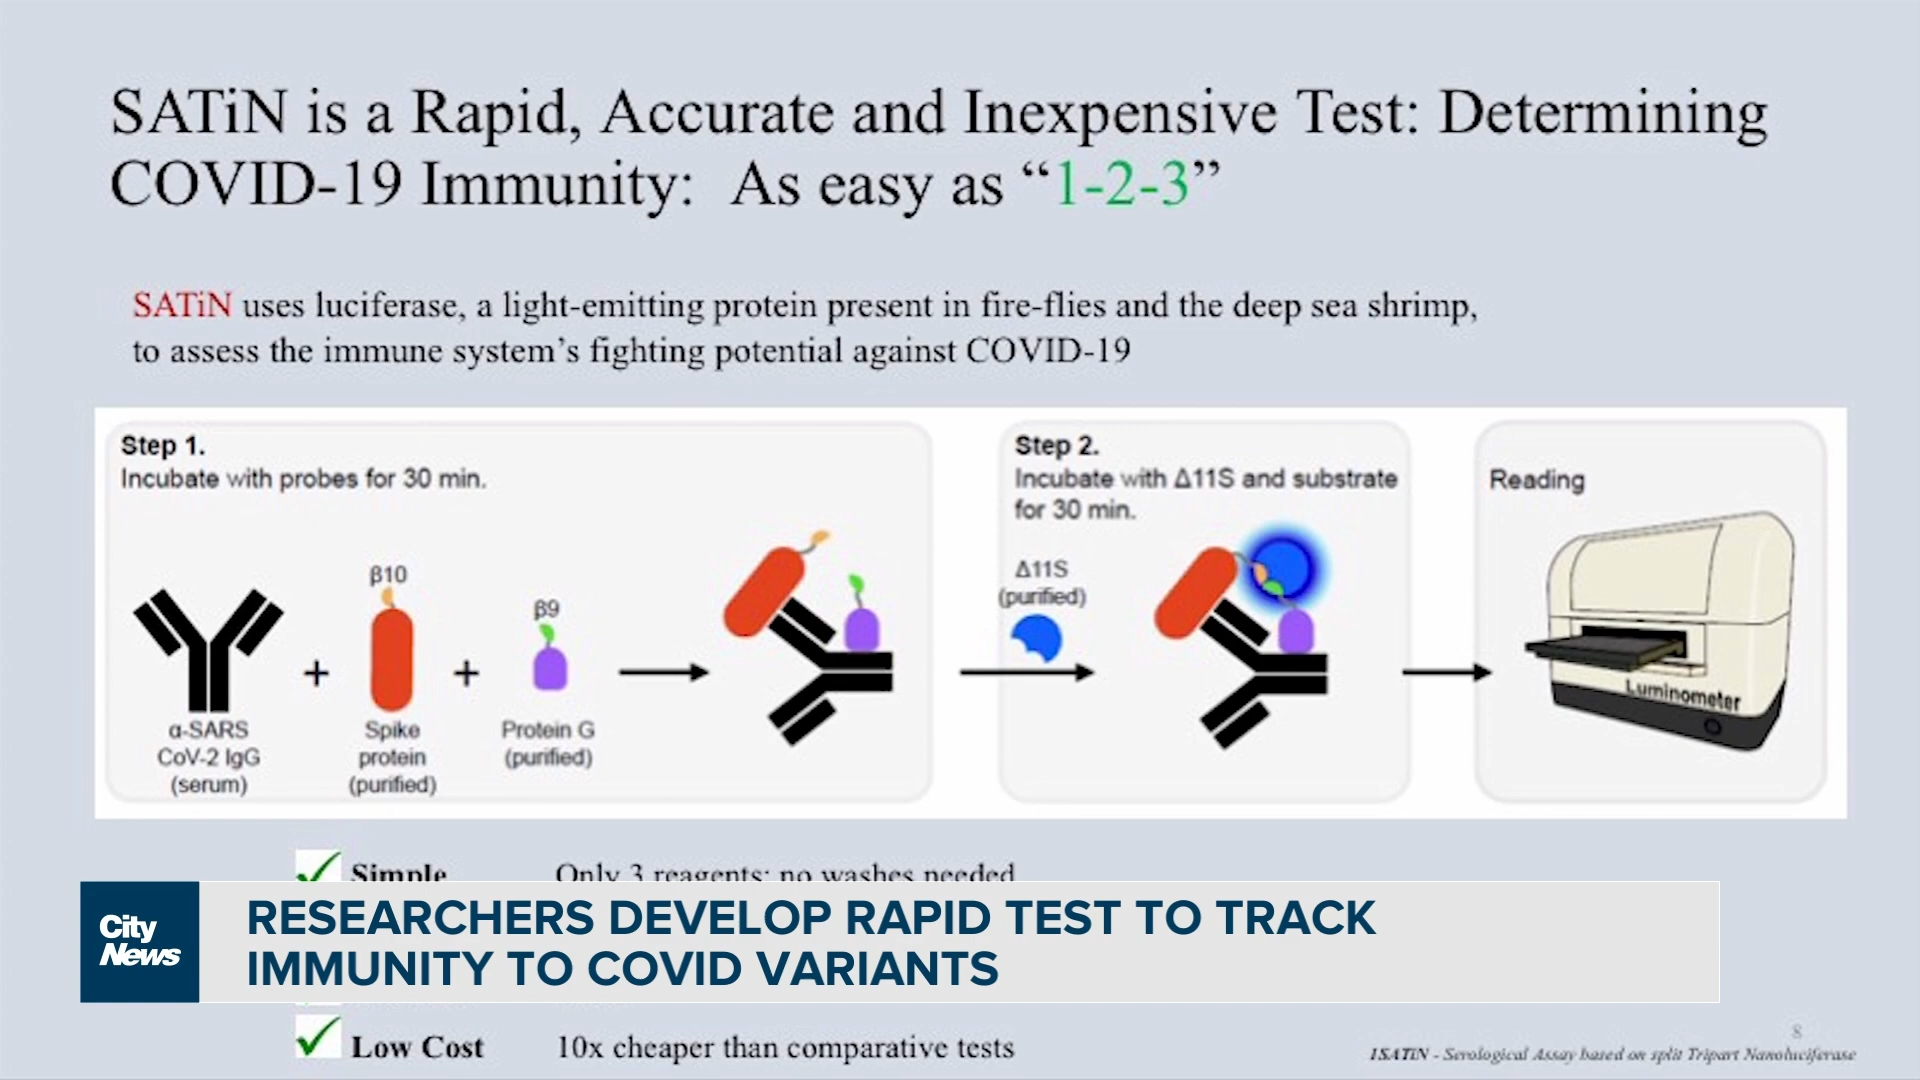 SATiN is a Rapid, Accurate and Inexpensive Test: Determining
COVID-19 Immunity: As easy as “1-2-3”
SATiN uses luciferase, a light-emitting protein present in fire-flies and the deep sea shrimp,
to assess the immune system’s fighting potential against COVID-19
Step 1.
Incubate with probes for 30 min.
β10
β9
+
+
α-SARS
CoV-2 IgG
(serum)
Spike
protein
(purified)
Protein G
(purified)
Step 2.
Incubate with Δ11S and substrate
for 30 min.
Δ11S
(purified)
Reading
Luminometer
Simple Only 3 reagents; no washes needed
City
News
RESEARCHERS DEVELOP RAPID TEST TO TRACK
IMMUNITY TO COVID VARIANTS
Low Cost 10x cheaper than comparative tests
8
1SATiN - Serological Assay based on split Tripart Nanoluciferase